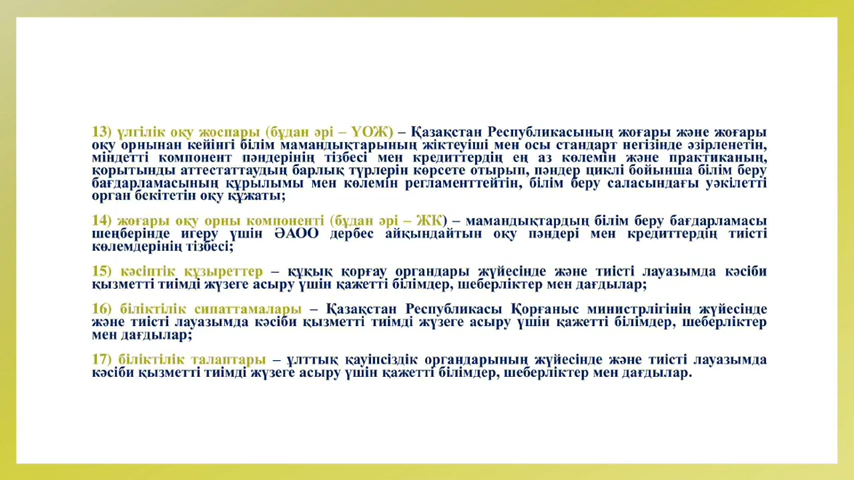 13) үлгілік оқу жоспары (бұдан әрі – ҮОЖ) – Қазақстан Республикасының жоғары және жоғары
оқу орнынан кейінгі білім мамандықтарының жіктеуіші мен осы стандарт негізінде әзірленетін,
міндетті компонент пәндерінің тізбесі мен кредиттердің ең аз көлемін және практиканың,
қорытынды аттестаттаудың барлық түрлерін көрсете отырып, пәндер циклі бойынша білім беру
бағдарламасының құрылымы мен көлемін регламенттейтін, білім беру саласындағы уәкілетті
орган бекітетін оқу құжаты;
14) жоғары оқу орны компоненті (бұдан әрі – ЖК) – мамандықтардың білім беру бағдарламасы
шеңберінде игеру үшін ӘАОО дербес айқындайтын оқу пәндері мен кредиттердің тиісті
көлемдерінің тізбесі;
15) кәсіптік құзыреттер – құқық қорғау органдары жүйесінде және тиісті лауазымда кәсіби
қызметті тиімді жүзеге асыру үшін қажетті білімдер, шеберліктер мен дағдылар;
16) біліктілік сипаттамалары – Қазақстан Республикасы Қорғаныс министрлігінің жүйесінде
және тиісті лауазымда кәсіби қызметті тиімді жүзеге асыру үшін қажетті білімдер, шеберліктер
мен дағдылар;
17) біліктілік талаптары – ұлттық қауіпсіздік органдарының жүйесінде және тиісті лауазымда
кәсіби қызметті тиімді жүзеге асыру үшін қажетті білімдер, шеберліктер мен дағдылар.